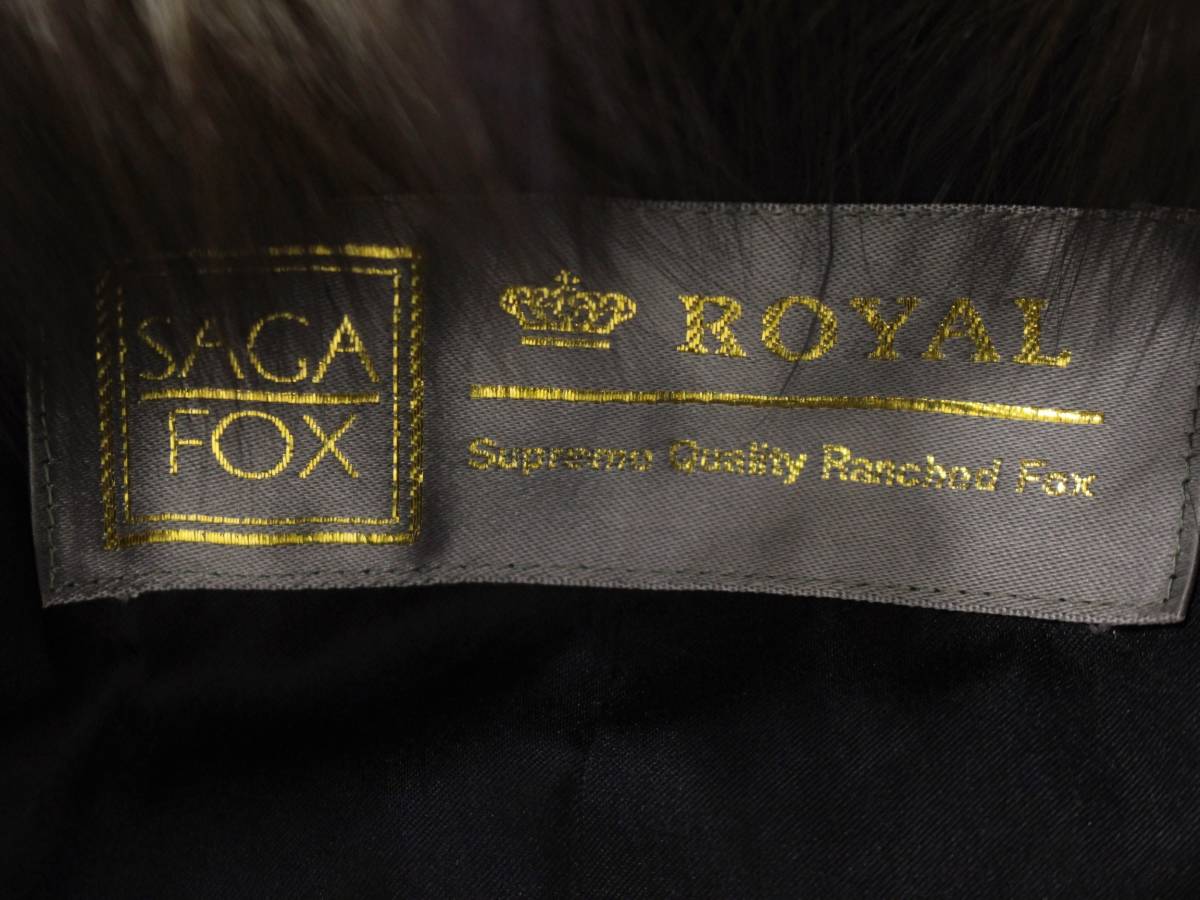 SAGA
FOX
ROYAL
Supreme Quality Ranched Fox